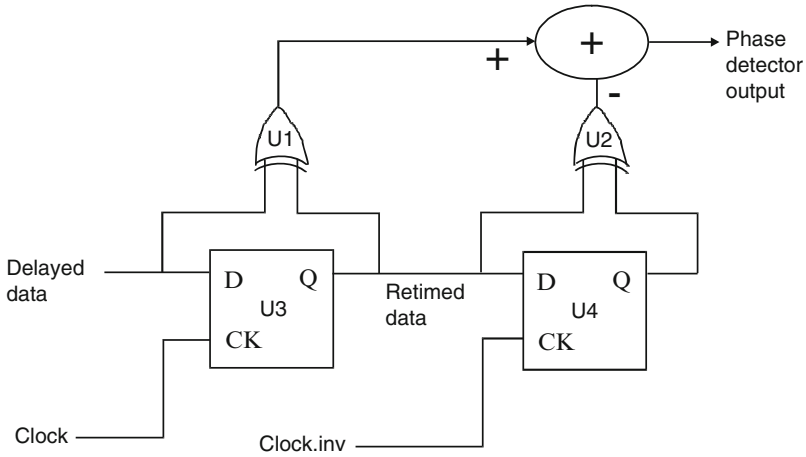 +
+
-
Phase
detector
output
U1
U2
Delayed
data
D
Q
U3
CK
Retimed
data
D
Q
U4
CK
Clock
Clock.inv